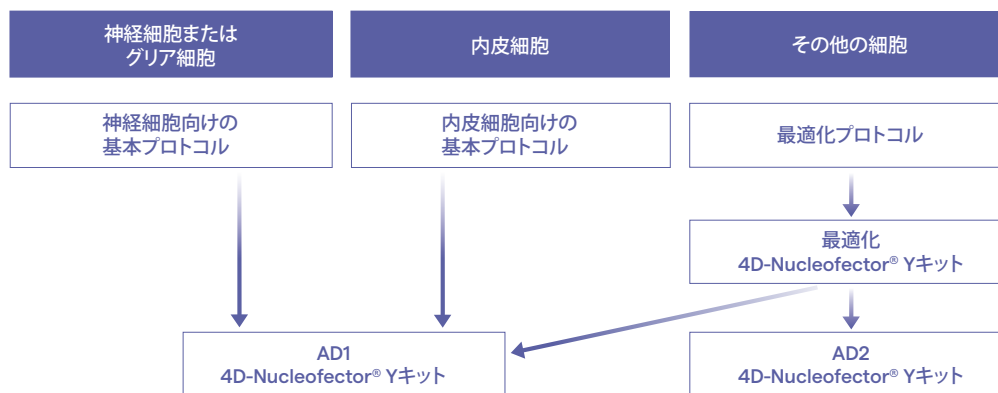 神経細胞または
グリア細胞
内皮細胞
その他の細胞
神経細胞向けの
基本プロトコル
内皮細胞向けの
基本プロトコル
最適化プロトコル
最適化
4D-Nucleofector® Yキット
AD1
4D-Nucleofector® Yキット
AD2
4D-Nucleofector® Yキット